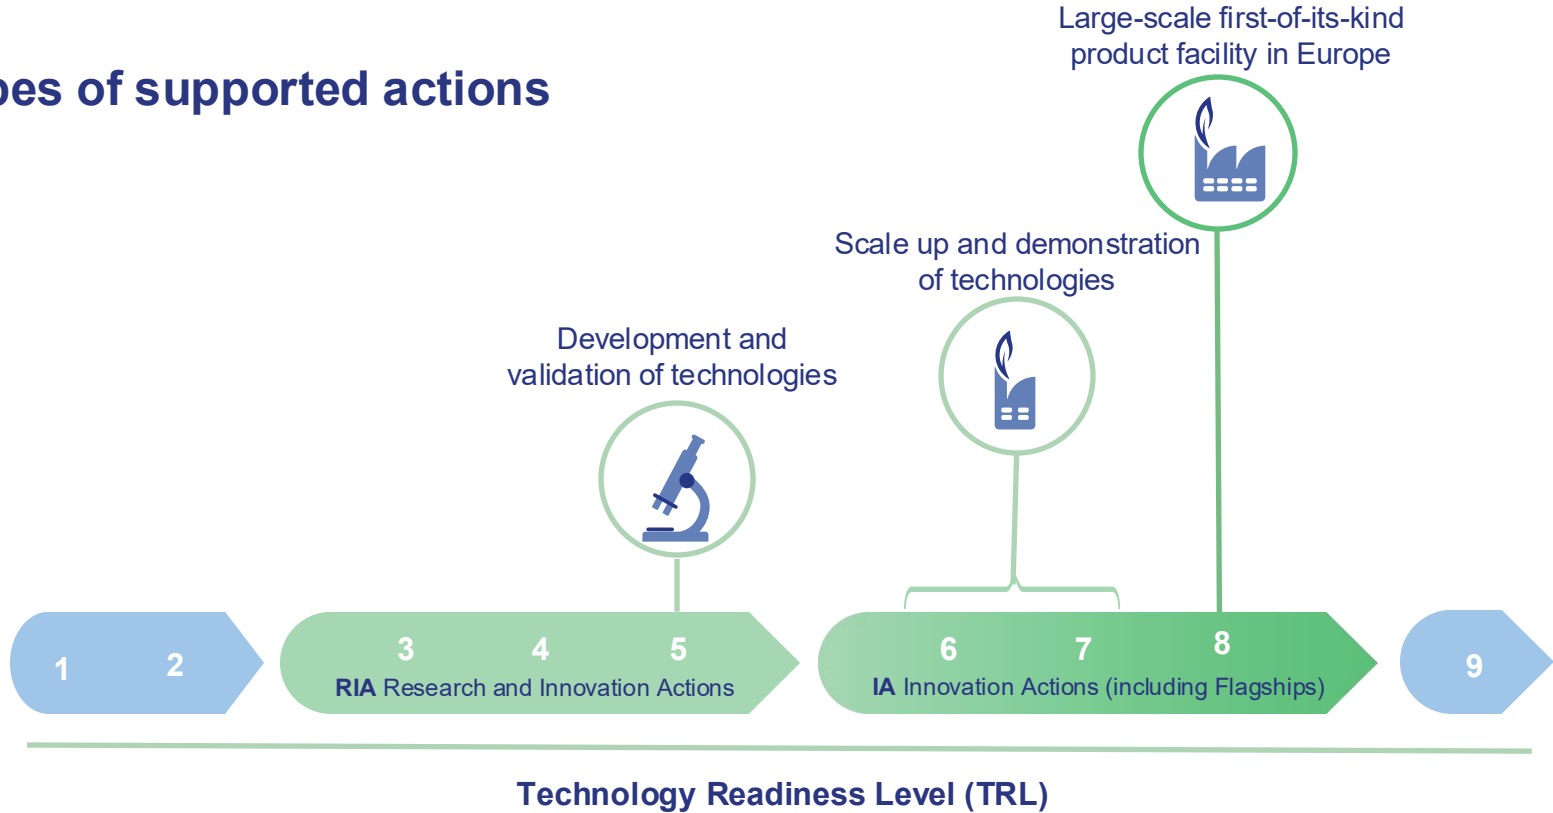 Large-scale first-of-its-kind
product facility in Europe
pes of supported actions
Scale up and demonstration
of technologies
Development and
validation of technologies
1 2 3 4 5 6 7 8 9
RIA Research and Innovation Actions
IA Innovation Actions (including Flagships)
Technology Readiness Level (TRL)